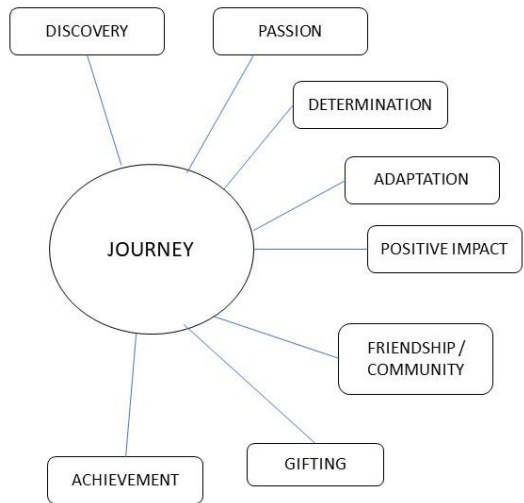 DISCOVERY
PASSION
DETERMINATION
ADAPTATION
JOURNEY
POSITIVE IMPACT
FRIENDSHIP /
COMMUNITY
GIFTING
ACHIEVEMENT